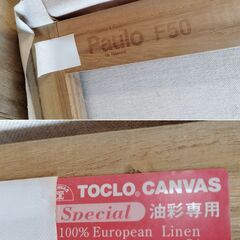 Paulo F50
TOCLO CANVAS
Special 油彩専用
100% European Linen